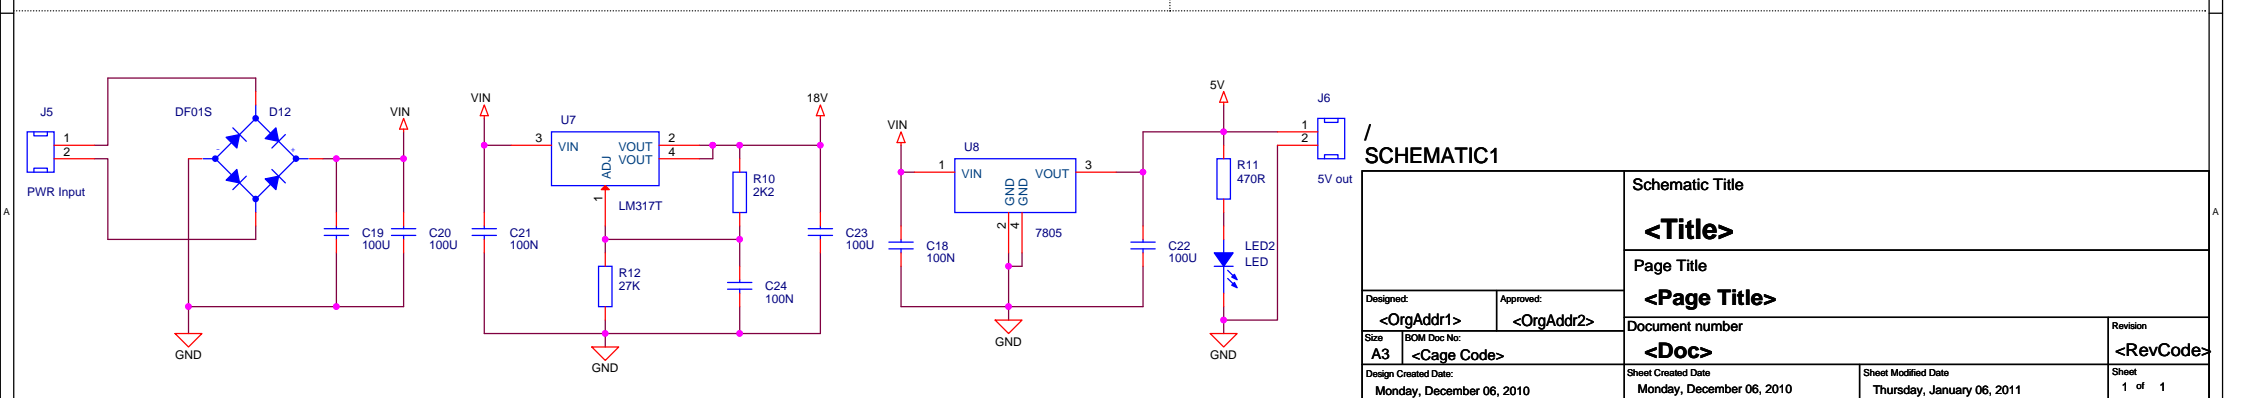 J5
1
2
PWR Input
DF01S
D12
-
+
VIN
C19
100U
C20
100U
GND
VIN
U7
3
VIN
ADJ
VOUT
VOUT
2
4
1
LM317T
18V
C21
100N
R10
2K2
R12
27K
C23
100U
C24
100N
GND
VIN
U8
1
VIN
GND
GND
VOUT
3
2
4
7805
C18
100N
C22
100U
GND
5V
R11
470R
LED2
LED
GND
J6
1
2
5V out
/
SCHEMATIC1
Schematic Title
<Title>
Page Title
<Page Title>
Designed:
<OrgAddr1>
Approved:
<OrgAddr2>
Document number
<Doc>
Revision
<RevCode>
Size
A3
BOM Doc No:
<Cage Code>
Design Created Date:
Monday, December 06, 2010
Sheet Created Date
Monday, December 06, 2010
Sheet Modified Date
Thursday, January 06, 2011
Sheet
1 of 1
A
A